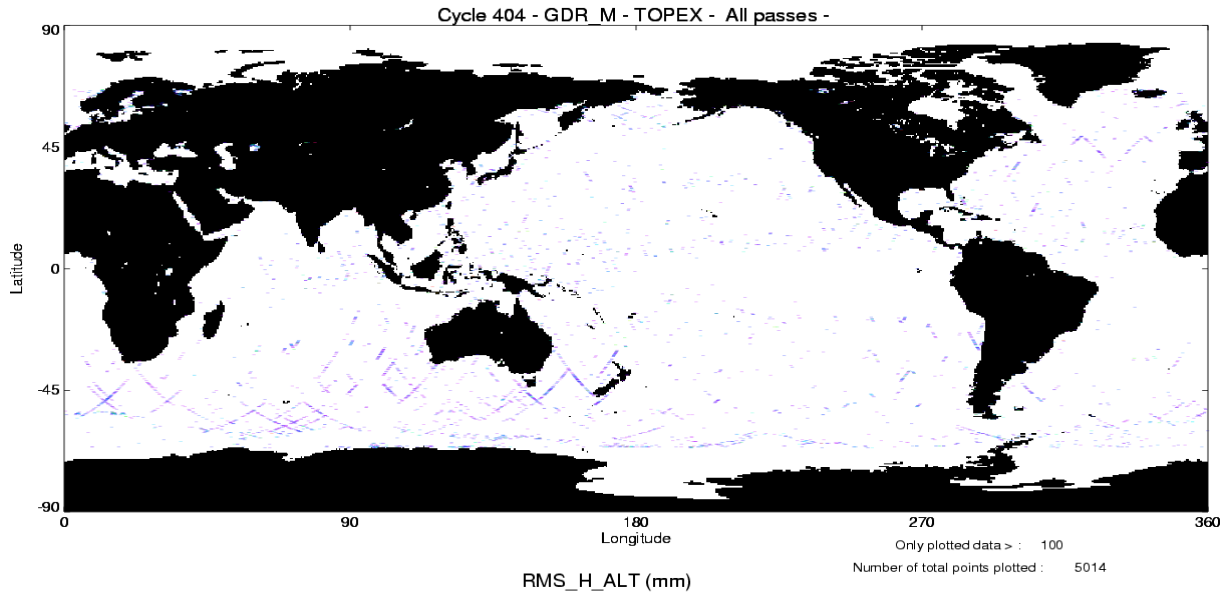 Cycle 404 - GDR_M - TOPEX - All passes -
90
45
0
-45
-90
Latitude
0 90 180 270 360
Longitude
Only plotted data > : 100
Number of total points plotted : 5014
RMS_H_ALT (mm)